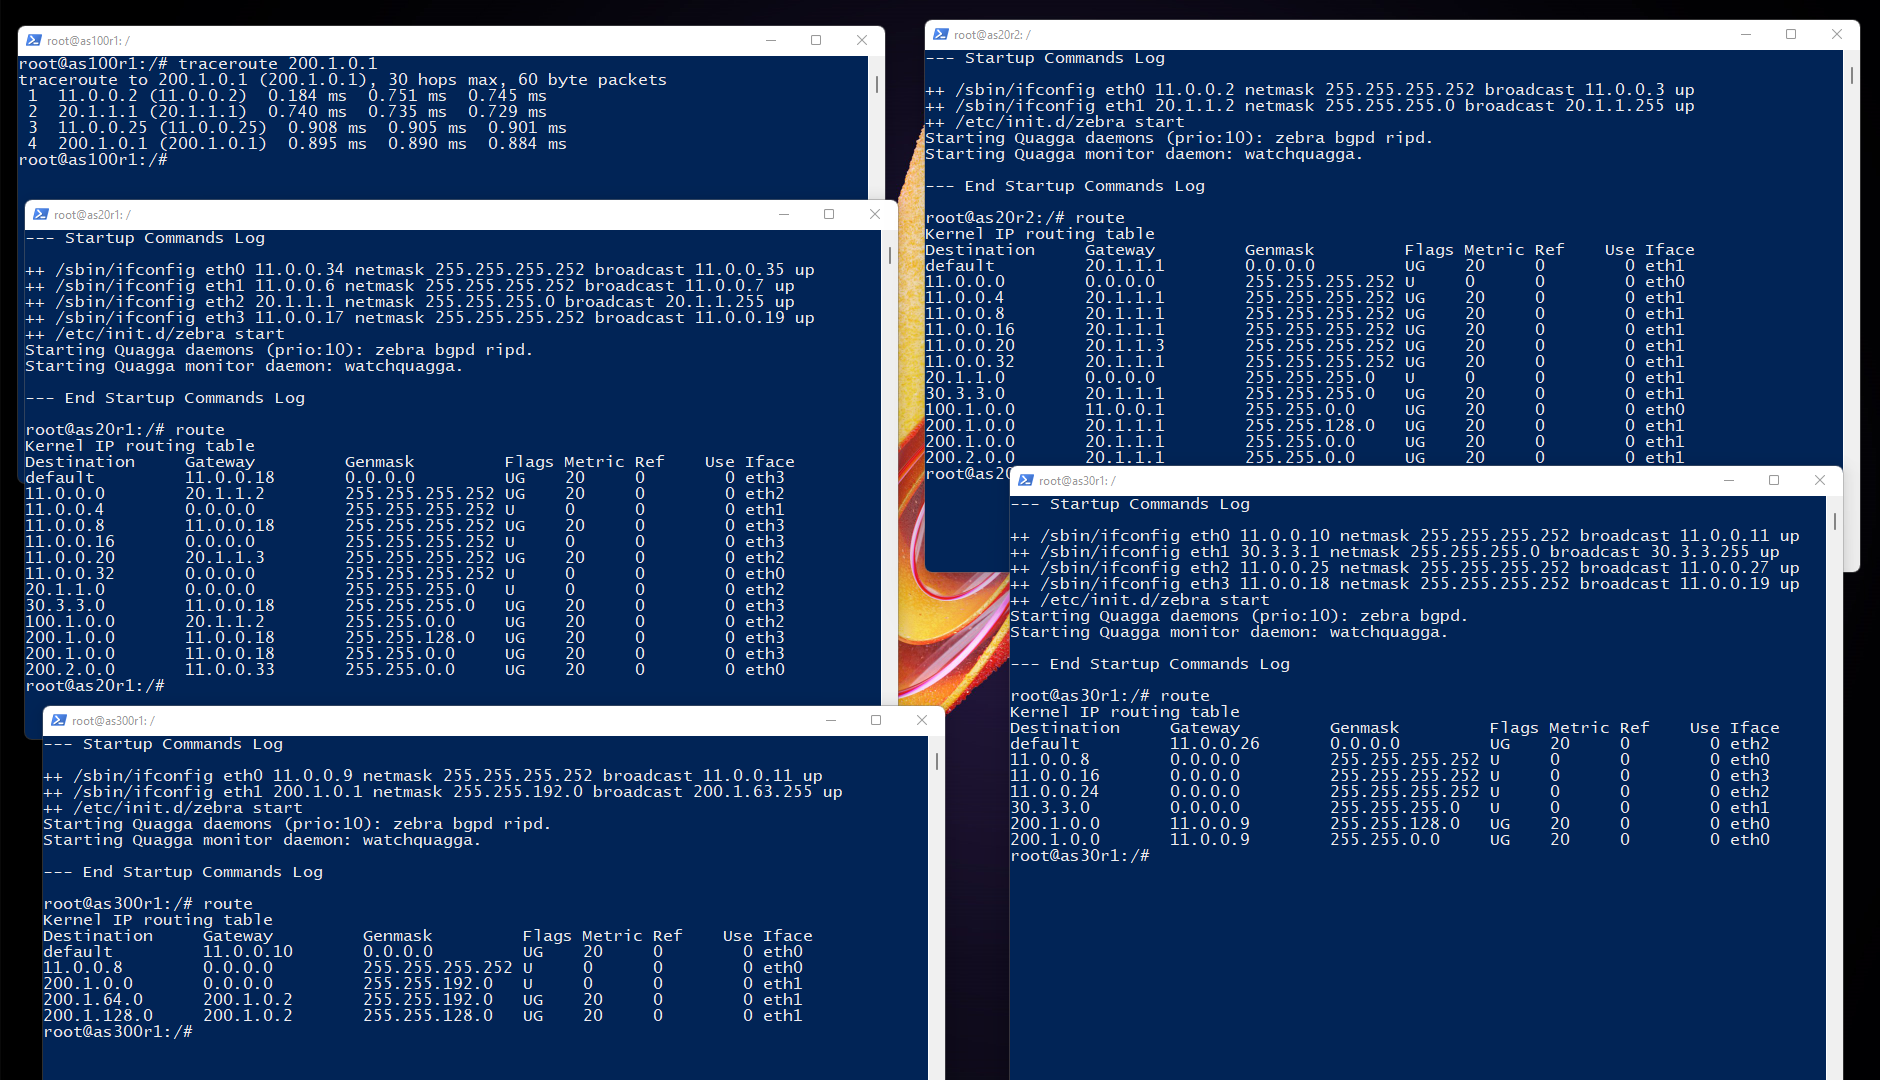 root@as100r1: /
root@as100r1:/# traceroute 200.1.0.1
traceroute to 200.1.0.1 (200.1.0.1), 30 hops max, 60 byte packets
 1  11.0.0.2 (11.0.0.2)  0.184 ms  0.751 ms  0.745 ms
 2  20.1.1.1 (20.1.1.1)  0.740 ms  0.735 ms  0.729 ms
 3  11.0.0.25 (11.0.0.25)  0.908 ms  0.905 ms  0.901 ms
 4  200.1.0.1 (200.1.0.1)  0.895 ms  0.890 ms  0.884 ms
root@as100r1:/#
root@as20r1: /
--- Startup Commands Log
++ /sbin/ifconfig eth0 11.0.0.34 netmask 255.255.255.252 broadcast 11.0.0.35 up
++ /sbin/ifconfig eth1 11.0.0.6 netmask 255.255.255.252 broadcast 11.0.0.7 up
++ /sbin/ifconfig eth2 20.1.1.1 netmask 255.255.255.0 broadcast 20.1.1.255 up
++ /sbin/ifconfig eth3 11.0.0.17 netmask 255.255.255.252 broadcast 11.0.0.19 up
++ /etc/init.d/zebra start
Starting Quagga daemons (prio:10): zebra bgpd ripd.
Starting Quagga monitor daemon: watchquagga.
--- End Startup Commands Log
root@as20r1:/# route
Kernel IP routing table
Destination     Gateway         Genmask         Flags Metric Ref    Use Iface
default         11.0.0.18       0.0.0.0         UG    20     0        0 eth3
11.0.0.0        20.1.1.2        255.255.255.252 UG    20     0        0 eth2
11.0.0.4        0.0.0.0         255.255.255.252 U     0      0        0 eth1
11.0.0.8        11.0.0.18       255.255.255.252 UG    20     0        0 eth3
11.0.0.16       0.0.0.0         255.255.255.252 U     0      0        0 eth3
11.0.0.20       20.1.1.3        255.255.255.252 UG    20     0        0 eth2
11.0.0.32       0.0.0.0         255.255.255.252 U     0      0        0 eth0
20.1.1.0        0.0.0.0         255.255.255.0   U     0      0        0 eth2
30.3.3.0        11.0.0.18       255.255.255.0   UG    20     0        0 eth3
100.1.0.0       20.1.1.2        255.255.0.0     UG    20     0        0 eth2
200.1.0.0       11.0.0.18       255.255.128.0   UG    20     0        0 eth3
200.1.0.0       11.0.0.18       255.255.0.0     UG    20     0        0 eth3
200.2.0.0       11.0.0.33       255.255.0.0     UG    20     0        0 eth0
root@as20r1:/#
root@as300r1: /
--- Startup Commands Log
++ /sbin/ifconfig eth0 11.0.0.9 netmask 255.255.255.252 broadcast 11.0.0.11 up
++ /sbin/ifconfig eth1 200.1.0.1 netmask 255.255.192.0 broadcast 200.1.63.255 up
++ /etc/init.d/zebra start
Starting Quagga daemons (prio:10): zebra bgpd ripd.
Starting Quagga monitor daemon: watchquagga.
--- End Startup Commands Log
root@as300r1:/# route
Kernel IP routing table
Destination     Gateway         Genmask         Flags Metric Ref    Use Iface
default         11.0.0.10       0.0.0.0         UG    20     0        0 eth0
11.0.0.8        0.0.0.0         255.255.255.252 U     0      0        0 eth0
200.1.0.0       0.0.0.0         255.255.192.0   U     0      0        0 eth1
200.1.64.0      200.1.0.2       255.255.192.0   UG    20     0        0 eth1
200.1.128.0     200.1.0.2       255.255.128.0   UG    20     0        0 eth1
root@as300r1:/#
root@as20r2: /
--- Startup Commands Log
++ /sbin/ifconfig eth0 11.0.0.2 netmask 255.255.255.252 broadcast 11.0.0.3 up
++ /sbin/ifconfig eth1 20.1.1.2 netmask 255.255.255.0 broadcast 20.1.1.255 up
++ /etc/init.d/zebra start
Starting Quagga daemons (prio:10): zebra bgpd ripd.
Starting Quagga monitor daemon: watchquagga.
--- End Startup Commands Log
root@as20r2:/# route
Kernel IP routing table
Destination     Gateway         Genmask         Flags Metric Ref    Use Iface
default         20.1.1.1        0.0.0.0         UG    20     0        0 eth1
11.0.0.0        0.0.0.0         255.255.255.252 U     0      0        0 eth0
11.0.0.4        20.1.1.1        255.255.255.252 UG    20     0        0 eth1
11.0.0.8        20.1.1.1        255.255.255.252 UG    20     0        0 eth1
11.0.0.16       20.1.1.1        255.255.255.252 UG    20     0        0 eth1
11.0.0.20       20.1.1.3        255.255.255.252 UG    20     0        0 eth1
11.0.0.32       20.1.1.1        255.255.255.252 UG    20     0        0 eth1
20.1.1.0        0.0.0.0         255.255.255.0   U     0      0        0 eth1
30.3.3.0        20.1.1.1        255.255.255.0   UG    20     0        0 eth1
100.1.0.0       11.0.0.1        255.255.0.0     UG    20     0        0 eth0
200.1.0.0       20.1.1.1        255.255.128.0   UG    20     0        0 eth1
200.1.0.0       20.1.1.1        255.255.0.0     UG    20     0        0 eth1
200.2.0.0       20.1.1.1        255.255.0.0     UG    20     0        0 eth1
root@as20
root@as30r1: /
--- Startup Commands Log
++ /sbin/ifconfig eth0 11.0.0.10 netmask 255.255.255.252 broadcast 11.0.0.11 up
++ /sbin/ifconfig eth1 30.3.3.1 netmask 255.255.255.0 broadcast 30.3.3.255 up
++ /sbin/ifconfig eth2 11.0.0.25 netmask 255.255.255.252 broadcast 11.0.0.27 up
++ /sbin/ifconfig eth3 11.0.0.18 netmask 255.255.255.252 broadcast 11.0.0.19 up
++ /etc/init.d/zebra start
Starting Quagga daemons (prio:10): zebra bgpd.
Starting Quagga monitor daemon: watchquagga.
--- End Startup Commands Log
root@as30r1:/# route
Kernel IP routing table
Destination     Gateway         Genmask         Flags Metric Ref    Use Iface
default         11.0.0.26       0.0.0.0         UG    20     0        0 eth2
11.0.0.8        0.0.0.0         255.255.255.252 U     0      0        0 eth0
11.0.0.16       0.0.0.0         255.255.255.252 U     0      0        0 eth3
11.0.0.24       0.0.0.0         255.255.255.252 U     0      0        0 eth2
30.3.3.0        0.0.0.0         255.255.255.0   U     0      0        0 eth1
200.1.0.0       11.0.0.9        255.255.128.0   UG    20     0        0 eth0
200.1.0.0       11.0.0.9        255.255.0.0     UG    20     0        0 eth0
root@as30r1:/#